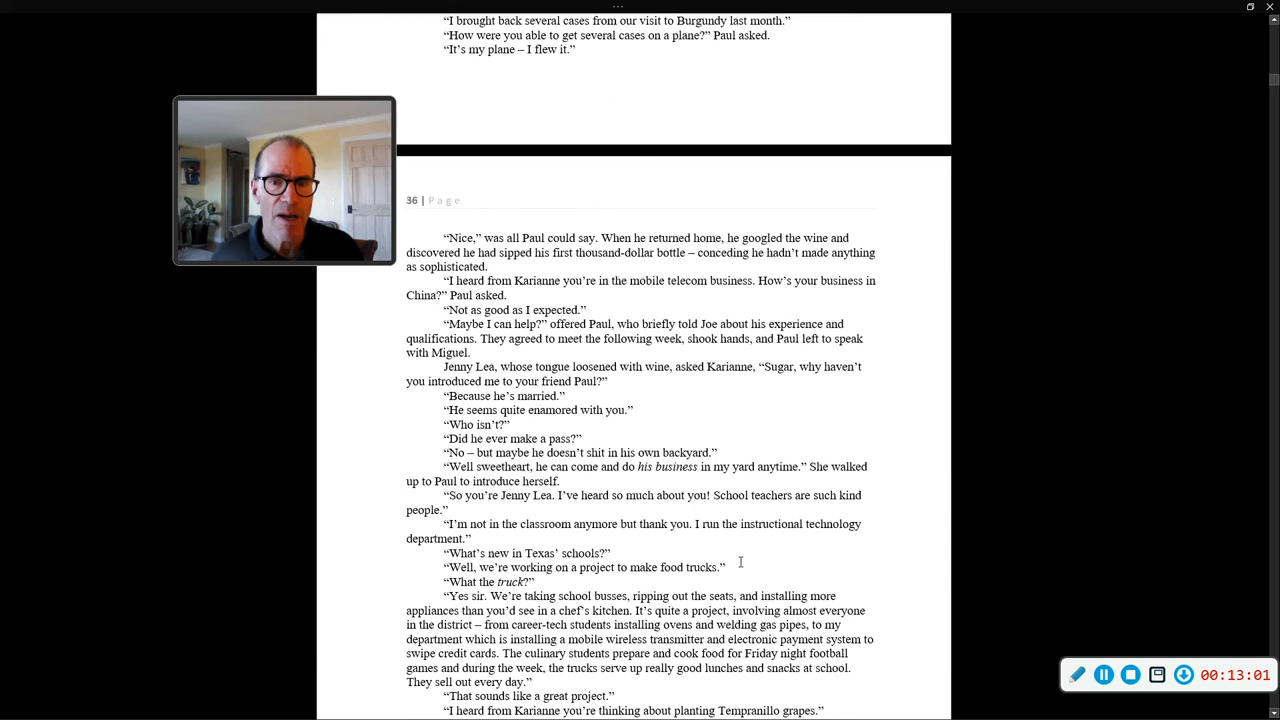 “I brought back several cases from our visit to Burgundy last month.”
“How were you able to get several cases on a plane?” Paul asked.
“It’s my plane – I flew it.”
36 | Page
“Nice,” was all Paul could say. When he returned home, he googled the wine and
discovered he had sipped his first thousand-dollar bottle – conceding he hadn’t made anything
as sophisticated.
“I heard from Karianne you’re in the mobile telecom business. How’s your business in
China?” Paul asked.
“Not as good as I expected.”
“Maybe I can help?” offered Paul, who briefly told Joe about his experience and
qualifications. They agreed to meet the following week, shook hands, and Paul left to speak
with Miguel.
Jenny Lea, whose tongue loosened with wine, asked Karianne, “Sugar, why haven’t
you introduced me to your friend Paul?”
“Because he’s married.”
“He seems quite enamored with you.”
“Who isn’t?”
“Did he ever make a pass?”
“No – but maybe he doesn’t shit in his own backyard.”
“Well sweetheart, he can come and do his business in my yard anytime.” She walked
up to Paul to introduce herself.
“So you’re Jenny Lea. I’ve heard so much about you! School teachers are such kind
people.”
“I’m not in the classroom anymore but thank you. I run the instructional technology
department.”
“What’s new in Texas’ schools?”
“Well, we’re working on a project to make food trucks.”
“What the truck?”
“Yes sir. We’re taking school busses, ripping out the seats, and installing more
appliances than you’d see in a chef’s kitchen. It’s quite a project, involving almost everyone
in the district – from career-tech students installing ovens and welding gas pipes, to my
department which is installing a mobile wireless transmitter and electronic payment system to
swipe credit cards. The culinary students prepare and cook food for Friday night football
games and during the week, the trucks serve up really good lunches and snacks at school.
They sell out every day.”
“That sounds like a great project.”
“I heard from Karianne you’re thinking about planting Tempranillo grapes.”
00:13:01